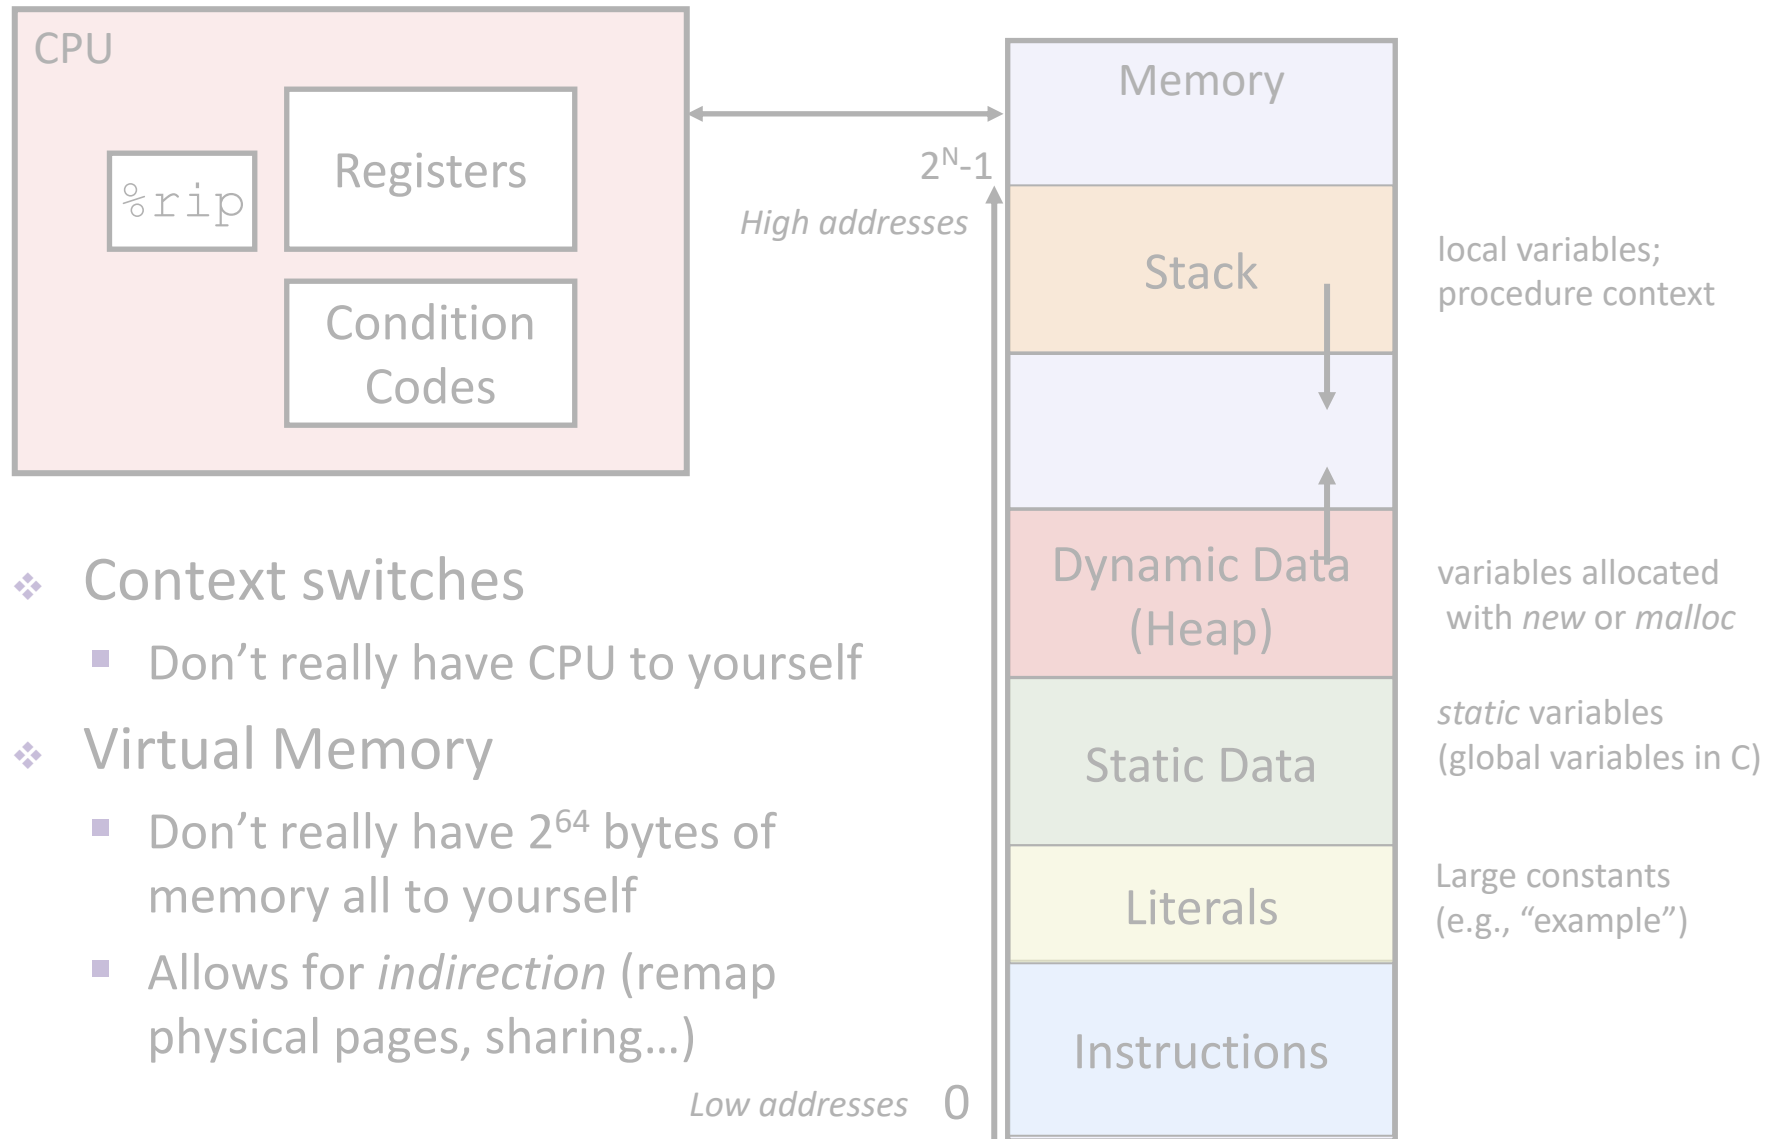 CPU
%rip
Registers
Condition
Codes
Memory
2ᴺ-1
High addresses
Stack
local variables;
procedure context
❖ Context switches
▪ Don’t really have CPU to yourself
❖ Virtual Memory
▪ Don’t really have 2⁶⁴ bytes of
memory all to yourself
▪ Allows for indirection (remap
physical pages, sharing…)
Dynamic Data
(Heap)
variables allocated
with new or malloc
Static Data
static variables
(global variables in C)
Literals
Large constants
(e.g., “example”)
Instructions
Low addresses 0